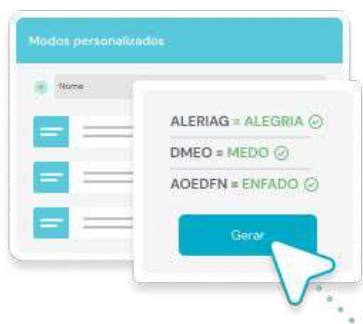 Modos personalizados
Nome
ALERIAG = ALEGRIA
DMEO = MEDO
AOEDFN = ENFADO
Gerar